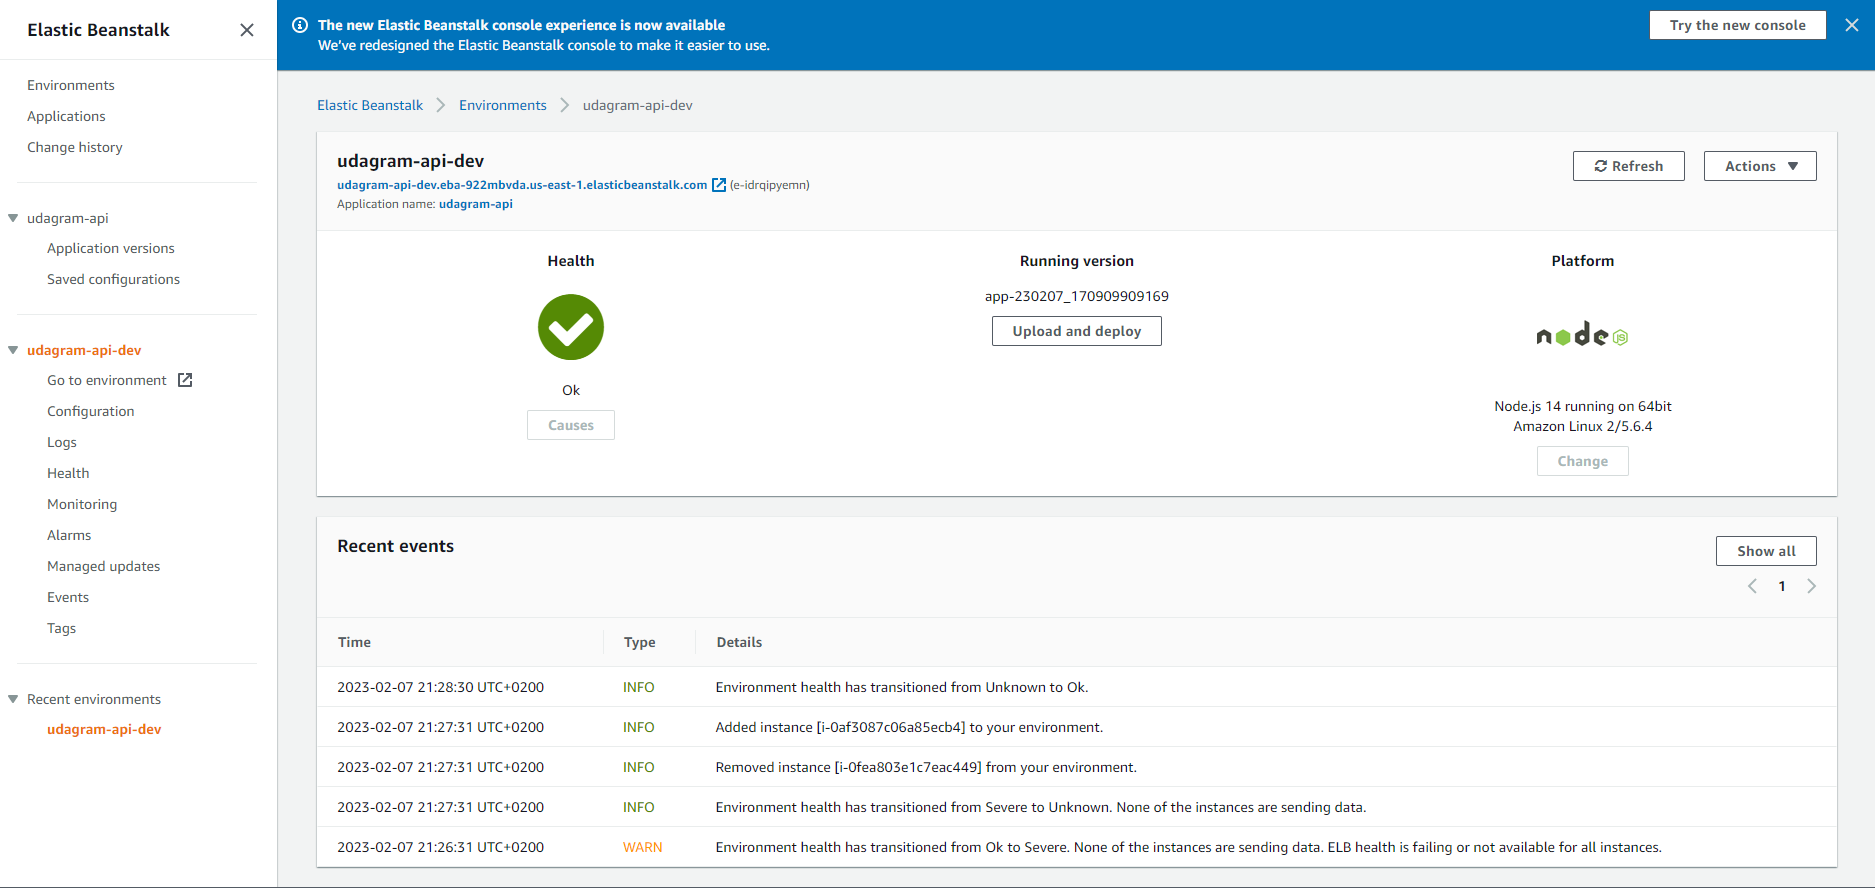 Elastic Beanstalk
Environments
Applications
Change history
udagram-api
Application versions
Saved configurations
udagram-api-dev
Go to environment
Configuration
Logs
Health
Monitoring
Alarms
Managed updates
Events
Tags
Recent environments
udagram-api-dev
The new Elastic Beanstalk console experience is now available
We've redesigned the Elastic Beanstalk console to make it easier to use.
Try the new console
Elastic Beanstalk > Environments > udagram-api-dev
udagram-api-dev
udagram-api-dev.eba-922mbvda.us-east-1.elasticbeanstalk.com (e-idrqipyemn)
Application name: udagram-api
Refresh
Actions
Health
Ok
Causes
Running version
app-230207_170909909169
Upload and deploy
Platform
node JS
Node.js 14 running on 64bit
Amazon Linux 2/5.6.4
Change
Recent events
Show all
1
Time Type Details
2023-02-07 21:28:30 UTC+0200 INFO Environment health has transitioned from Unknown to Ok.
2023-02-07 21:27:31 UTC+0200 INFO Added instance [i-0af3087c06a85ecb4] to your environment.
2023-02-07 21:27:31 UTC+0200 INFO Removed instance [i-0fea803e1c7eac449] from your environment.
2023-02-07 21:27:31 UTC+0200 INFO Environment health has transitioned from Severe to Unknown. None of the instances are sending data.
2023-02-07 21:26:31 UTC+0200 WARN Environment health has transitioned from Ok to Severe. None of the instances are sending data. ELB health is failing or not available for all instances.